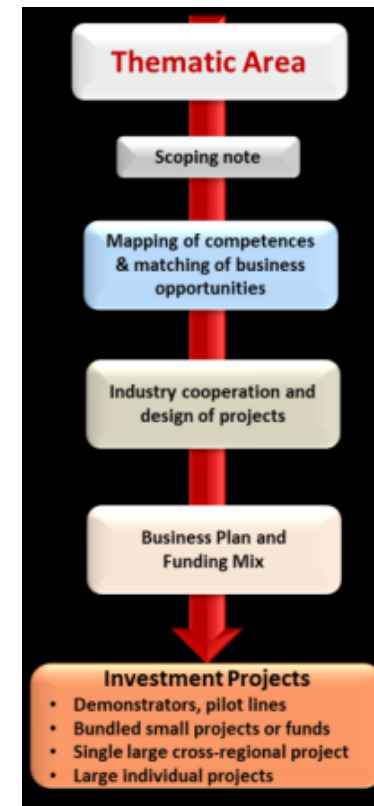 Thematic Area
Scoping note
Mapping of competences
& matching of business
opportunities
Industry cooperation and
design of projects
Business Plan and
Funding Mix
Investment Projects
• Demonstrators, pilot lines
• Bundled small projects or funds
• Single large cross-regional project
• Large individual projects